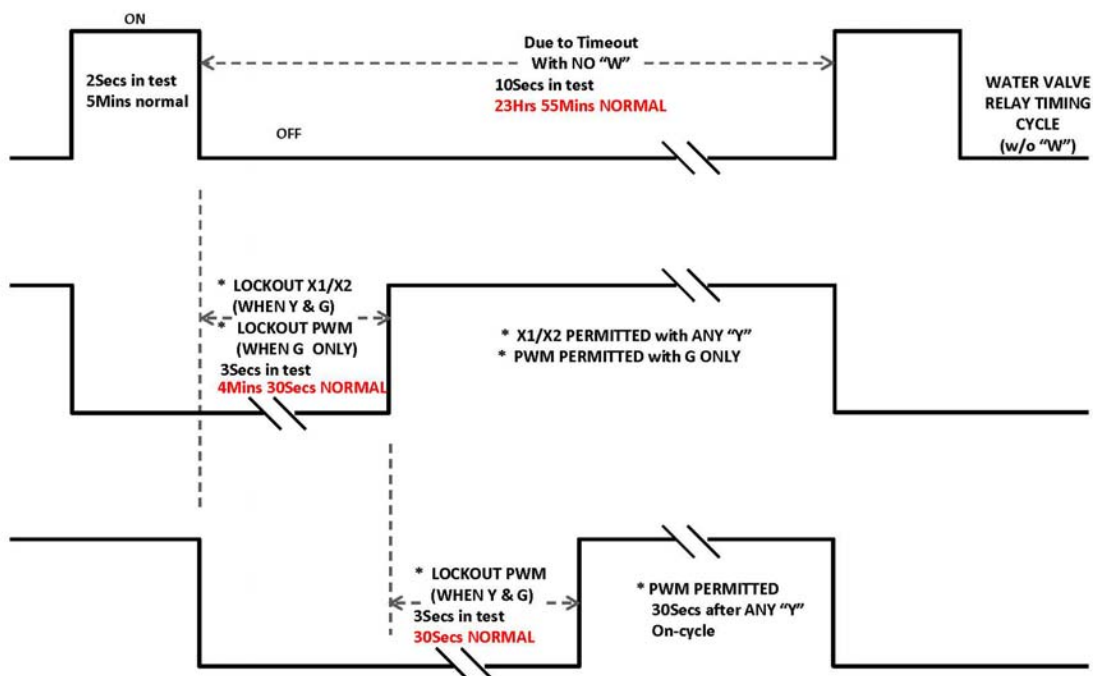 ON
2Secs in test
5Mins normal
Due to Timeout
With NO “W”
10Secs in test
23Hrs 55Mins NORMAL
OFF
WATER VALVE
RELAY TIMING
CYCLE
(w/o “W”)
* LOCKOUT X1/X2
(WHEN Y & G)
* LOCKOUT PWM
(WHEN G ONLY)
3Secs in test
4Mins 30Secs NORMAL
* X1/X2 PERMITTED with ANY “Y”
* PWM PERMITTED with G ONLY
* LOCKOUT PWM
(WHEN Y & G)
3Secs in test
30Secs NORMAL
* PWM PERMITTED
30Secs after ANY “Y”
On-cycle